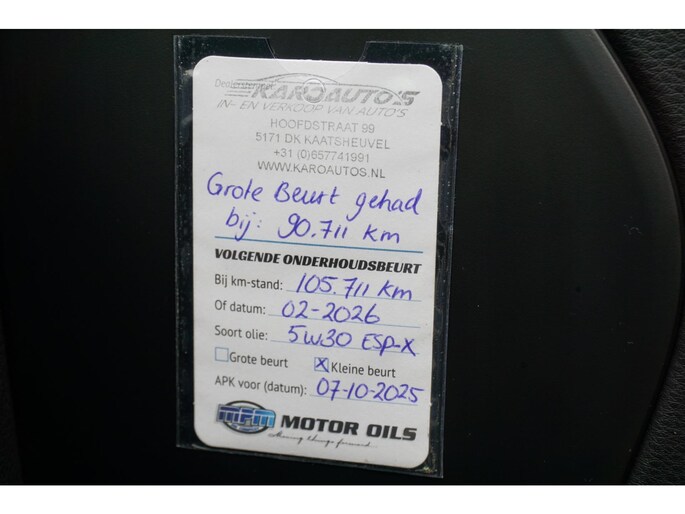 KAROAUTO'S
IN- EN VERKOOP VAN AUTO'S
HOOFDSTRAAT 99
5171 DK KAATSHEUVEL
+31 (0)657741991
WWW.KAROAUTOS.NL
Grote Beurt gehad
bij: 90.711 km
VOLGENDE ONDERHOUDSBEURT
Bij km-stand: 105.711 km
Of datum: 02-2026
Soort olie: 5W30 ESP-X
Grote beurt X Kleine beurt
APK voor (datum): 07-10-2025
MPM MOTOR OILS